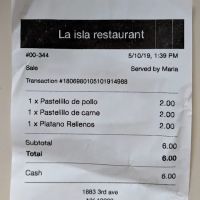 La isla restaurant
#00-344 5/10/19, 1:39 PM
Sale Served by Maria
Transaction #1806980105101914988
1 x Pastelillo de pollo 2.00
1 x Pastelillo de carne 2.00
1 x Platano Rellenos 2.00
Subtotal 6.00
Total 6.00
Cash 6.00
1883 3rd ave